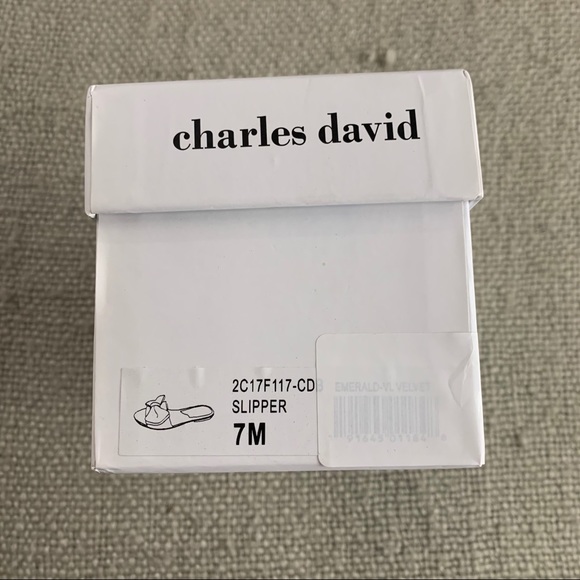 charles david
2C17F117-CD
SLIPPER
7M
EMERALD-VL VELVET